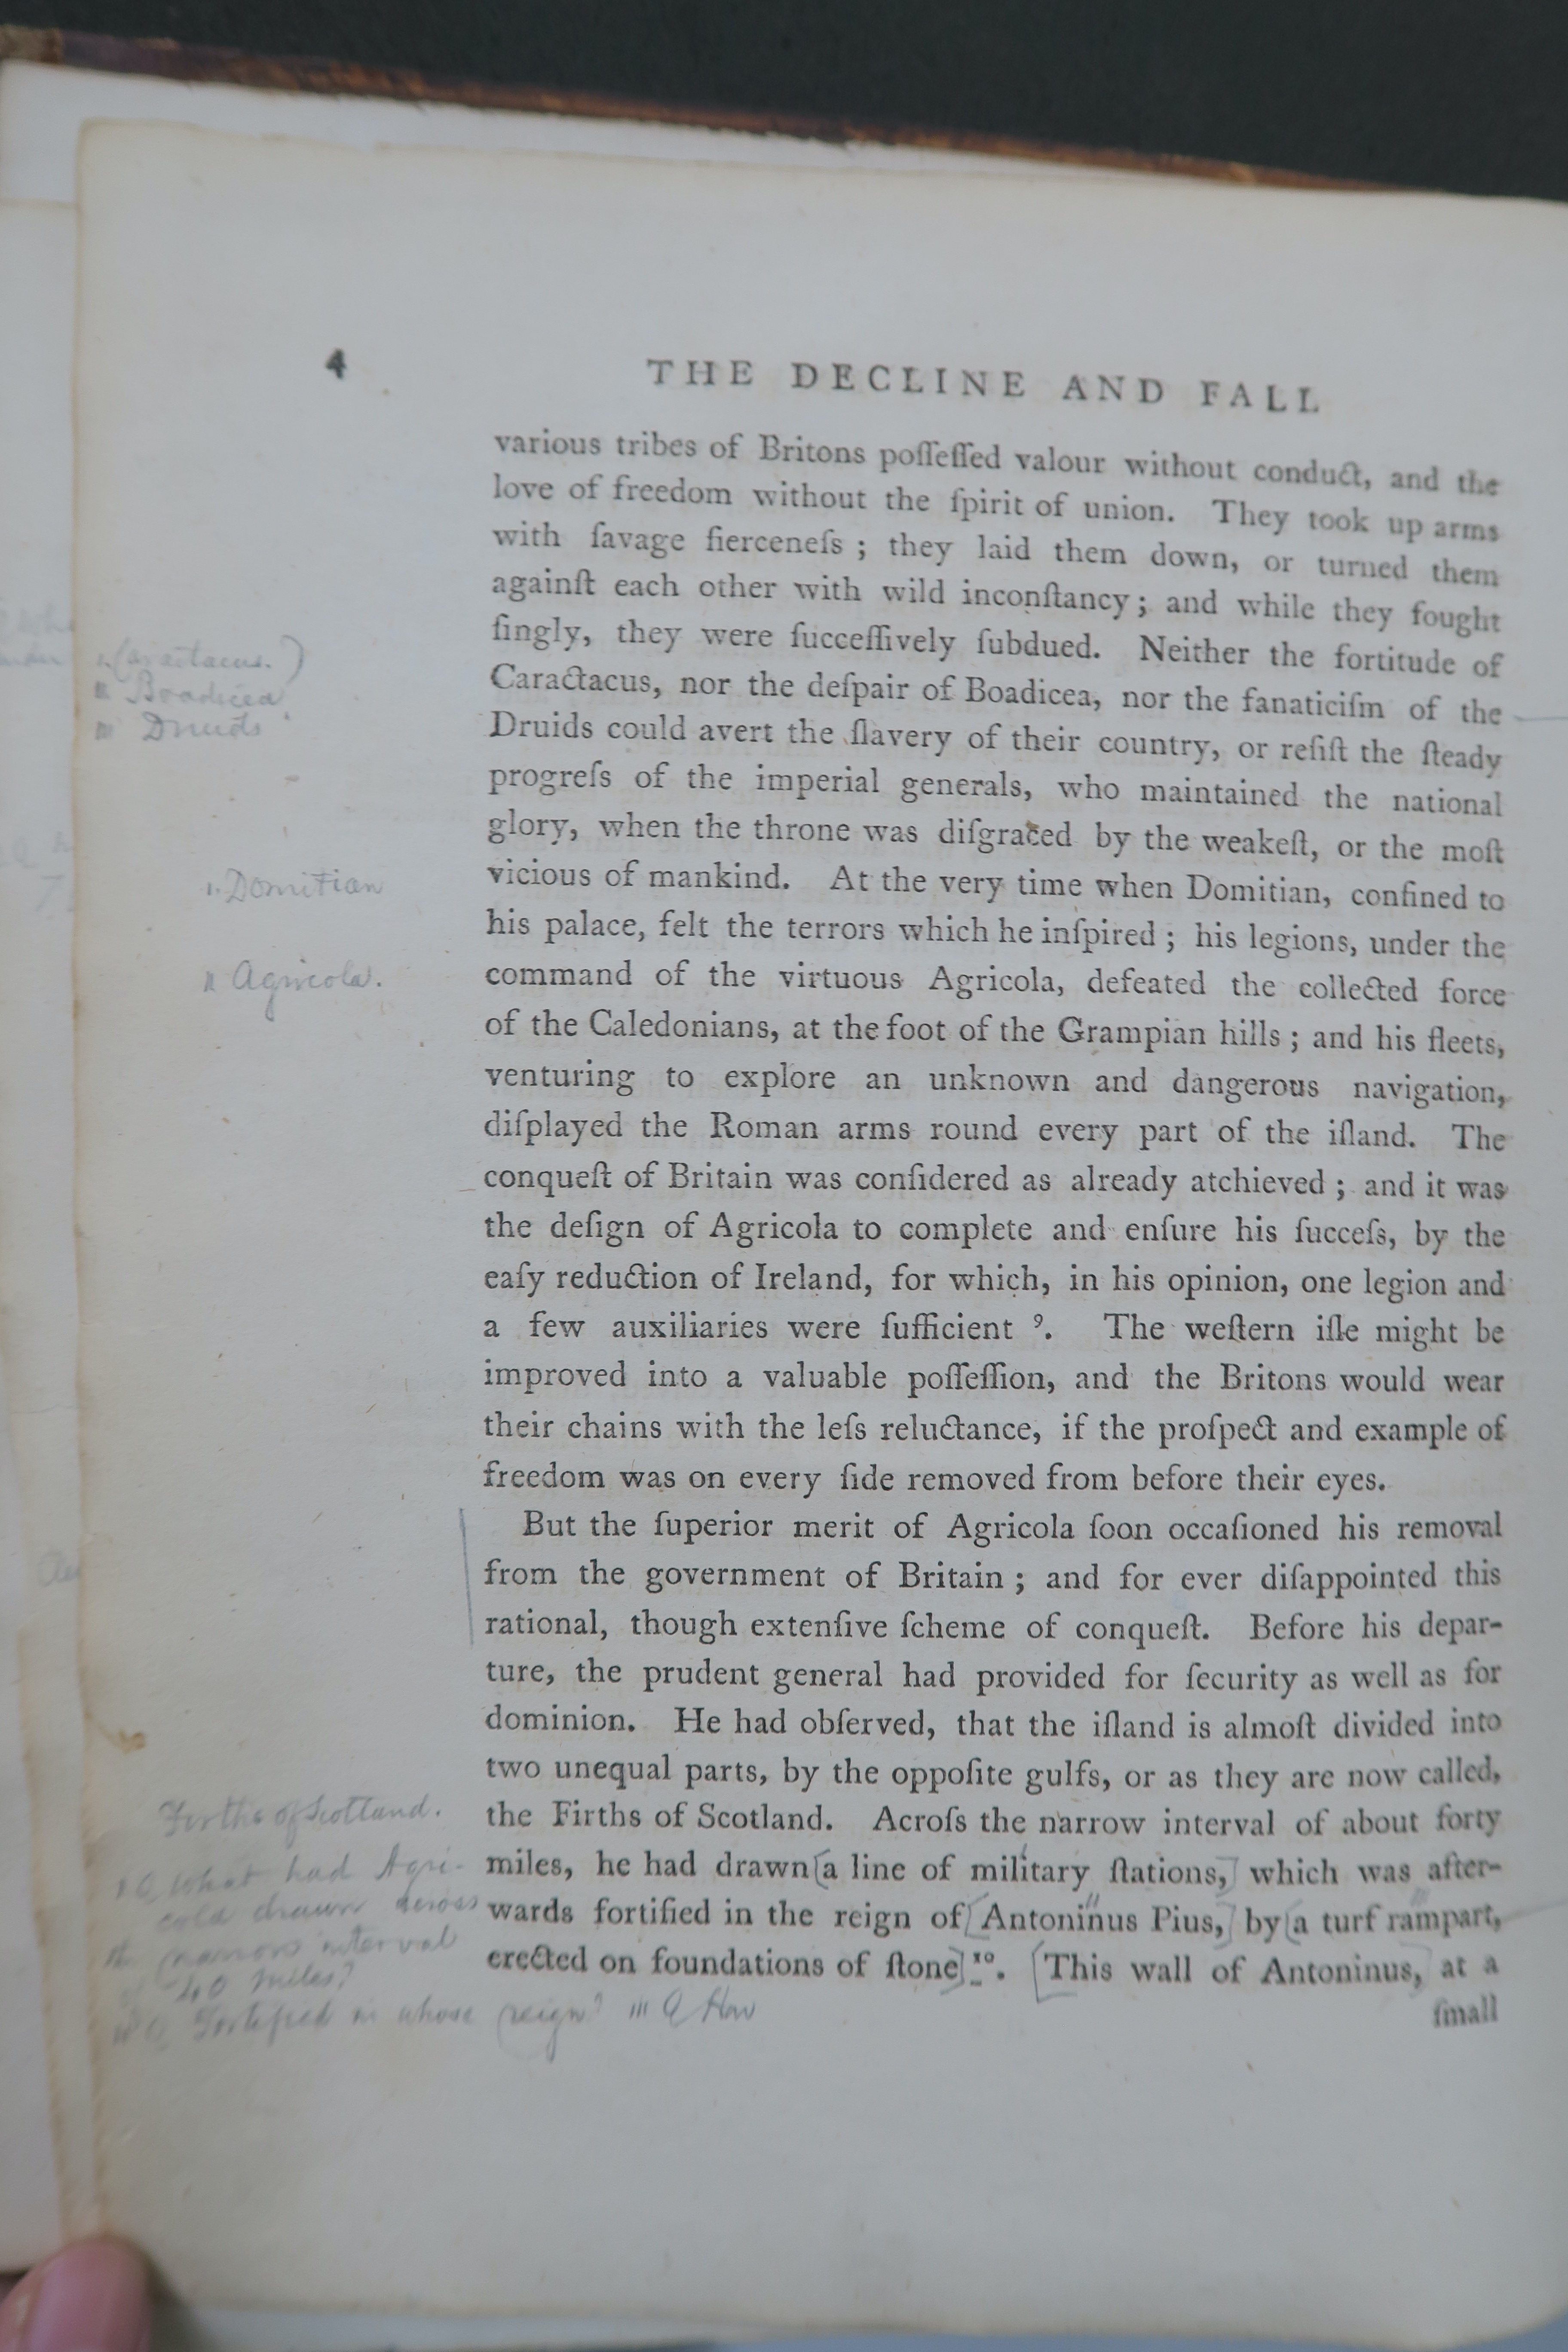 4
THE DECLINE AND FALL
various tribes of Britons poſſeſſed valour without conduct, and the
love of freedom without the ſpirit of union. They took up arms
with ſavage fierceneſs ; they laid them down, or turned them
againſt each other with wild inconſtancy ; and while they fought
ſingly, they were ſucceſſively ſubdued. Neither the fortitude of
Caractacus, nor the deſpair of Boadicea, nor the fanaticiſm of the
Druids could avert the ſlavery of their country, or reſiſt the ſteady
progreſs of the imperial generals, who maintained the national
glory, when the throne was diſgraced by the weakeſt, or the moſt
vicious of mankind. At the very time when Domitian, confined to
his palace, felt the terrors which he inſpired ; his legions, under the
command of the virtuous Agricola, defeated the collected force
of the Caledonians, at the foot of the Grampian hills ; and his fleets,
venturing to explore an unknown and dangerous navigation,
diſplayed the Roman arms round every part of the iſland. The
conqueſt of Britain was conſidered as already atchieved ; and it was
the deſign of Agricola to complete and enſure his ſucceſs, by the
eaſy reduction of Ireland, for which, in his opinion, one legion and
a few auxiliaries were ſufficient ⁹. The weſtern iſle might be
improved into a valuable poſſeſſion, and the Britons would wear
their chains with the leſs reluctance, if the proſpect and example of
freedom was on every ſide removed from before their eyes.
But the ſuperior merit of Agricola ſoon occaſioned his removal
from the government of Britain ; and for ever diſappointed this
rational, though extenſive ſcheme of conqueſt. Before his depar-
ture, the prudent general had provided for ſecurity as well as for
dominion. He had obſerved, that the iſland is almoſt divided into
two unequal parts, by the oppoſite gulfs, or as they are now called,
the Firths of Scotland. Acroſs the narrow interval of about forty
miles, he had drawn (a line of military ſtations,] which was after-
wards fortified in the reign of [Antoninus Pius,] by (a turf rampart,
erected on foundations of ſtone] ¹⁰. [This wall of Antoninus, at a
ſmall
ı. (Caractacus.)
ıı Boadicea
ııı Druids
ı. Domitian
ıı Agricola.
Firths of Scotland.
ı Q What had Agri-
cola drawn across
the narrow interval
of 40 miles?
ıı Q Fortified in whose reign? ııı Q How